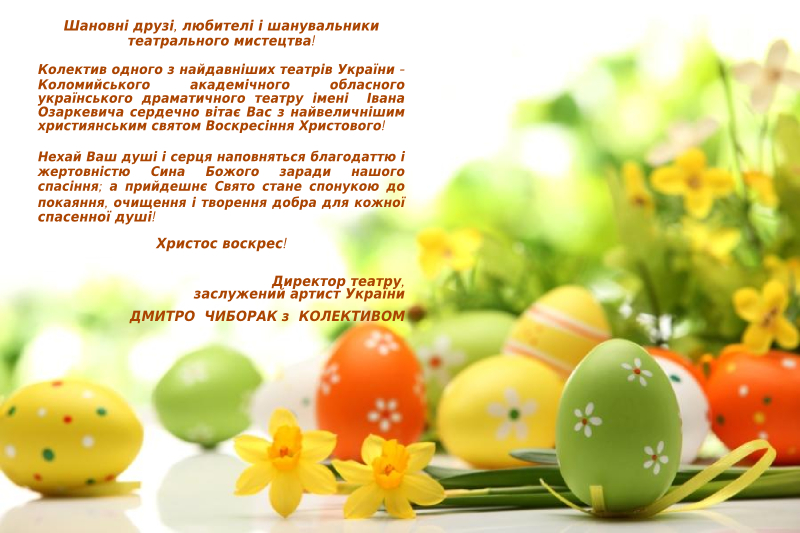 Шановні друзі, любителі і шанувальники
театрального мистецтва!
Колектив одного з найдавніших театрів України –
Коломийського академічного обласного
українського драматичного театру імені Івана
Озаркевича сердечно вітає Вас з найвеличнішим
християнським святом Воскресіння Христового!
Нехай Ваш душі і серця наповняться благодаттю і
жертовністю Сина Божого заради нашого
спасіння; а прийдешнє Свято стане спонукою до
покаяння, очищення і творення добра для кожної
спасенної душі!
Христос воскрес!
Директор театру,
заслужений артист України
ДМИТРО ЧИБОРАК з КОЛЕКТИВОМ